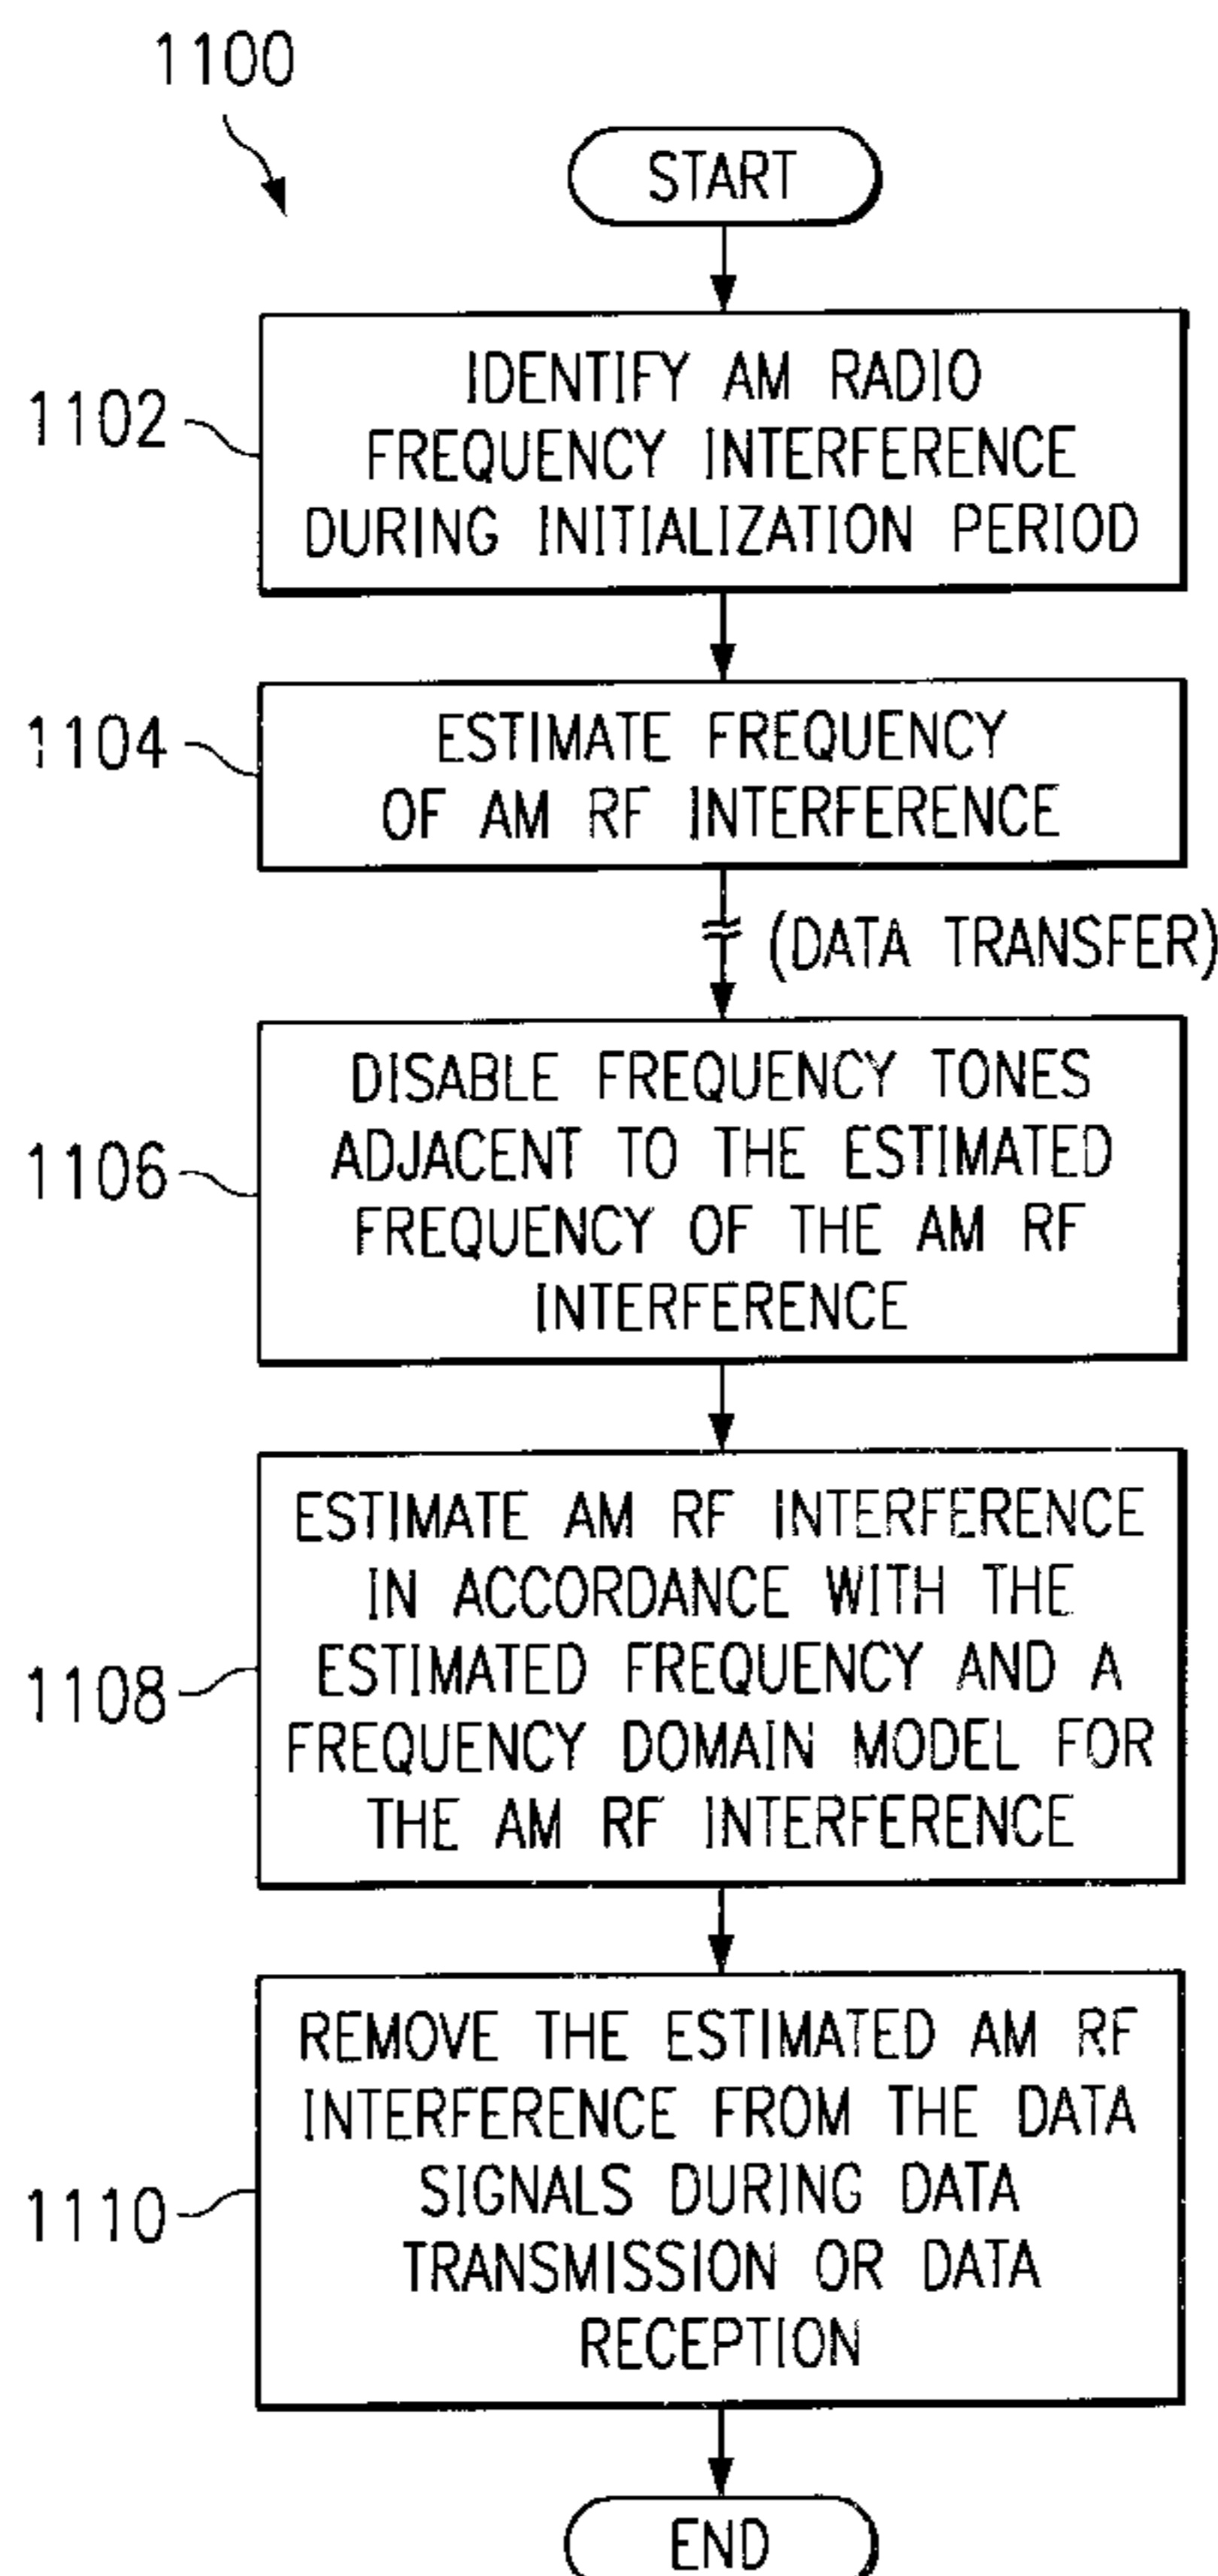 1100
START
1102
IDENTIFY AM RADIO
FREQUENCY INTERFERENCE
DURING INITIALIZATION PERIOD
1104
ESTIMATE FREQUENCY
OF AM RF INTERFERENCE
(DATA TRANSFER)
1106
DISABLE FREQUENCY TONES
ADJACENT TO THE ESTIMATED
FREQUENCY OF THE AM RF
INTERFERENCE
1108
ESTIMATE AM RF INTERFERENCE
IN ACCORDANCE WITH THE
ESTIMATED FREQUENCY AND A
FREQUENCY DOMAIN MODEL FOR
THE AM RF INTERFERENCE
1110
REMOVE THE ESTIMATED AM RF
INTERFERENCE FROM THE DATA
SIGNALS DURING DATA
TRANSMISSION OR DATA
RECEPTION
END